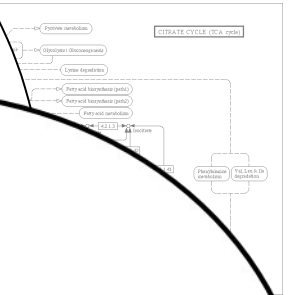 Pyruvate metabolism
CITRATE CYCLE (TCA cycle)
(Glycolysis) Gluconeogenesis
Lysine degradation
Fatty acid biosynthesis (path1)
Fatty acid biosynthesis (path2)
Fatty acid metabolism
4.2.1.3
Isocitrate
Phenylalanine
metabolism
Val, Leu & Ile
degradation